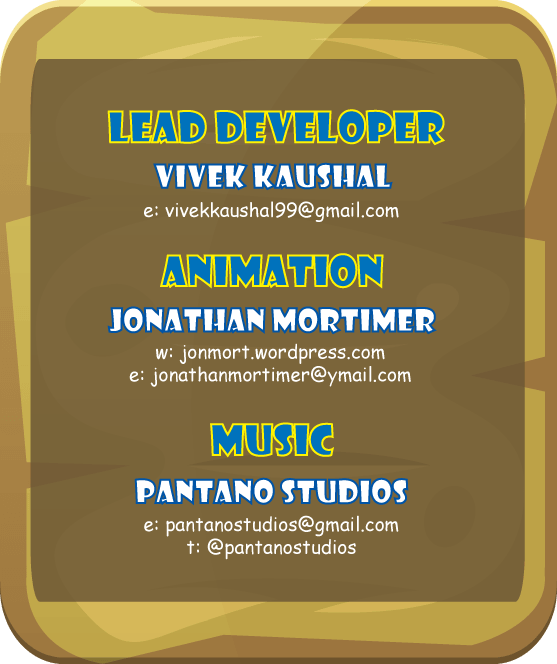 LEAD DEVELOPER
VIVEK KAUSHAL
e: vivekkaushal99@gmail.com
ANIMATION
JONATHAN MORTIMER
w: jonmort.wordpress.com
e: jonathanmortimer@ymail.com
MUSIC
PANTANO STUDIOS
e: pantanostudios@gmail.com
t: @pantanostudios